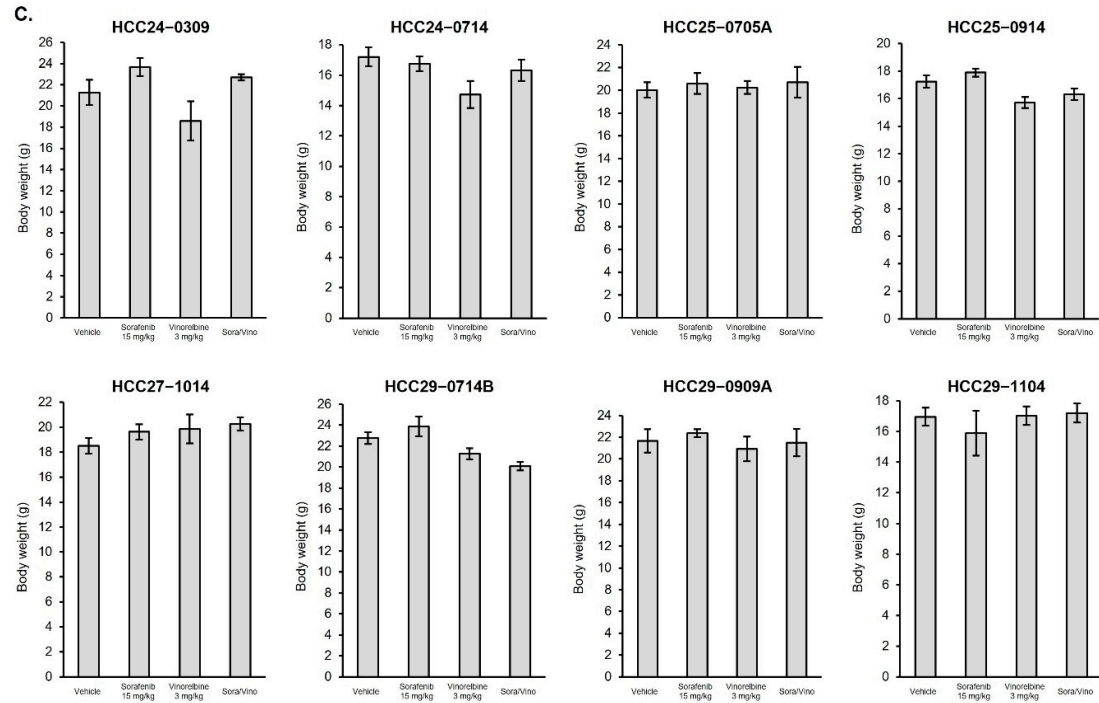 C.
HCC24−0309
Body weight (g)
26
24
22
20
18
16
14
12
10
8
6
4
2
0
Vehicle
Sorafenib
15 mg/kg
Vinorelbine
3 mg/kg
Sora/Vino
HCC24−0714
Body weight (g)
18
16
14
12
10
8
6
4
2
0
Vehicle
Sorafenib
15 mg/kg
Vinorelbine
3 mg/kg
Sora/Vino
HCC25−0705A
Body weight (g)
24
22
20
18
16
14
12
10
8
6
4
2
0
Vehicle
Sorafenib
15 mg/kg
Vinorelbine
3 mg/kg
Sora/Vino
HCC25−0914
Body weight (g)
20
18
16
14
12
10
8
6
4
2
0
Vehicle
Sorafenib
15 mg/kg
Vinorelbine
3 mg/kg
Sora/Vino
HCC27−1014
Body weight (g)
22
20
18
16
14
12
10
8
6
4
2
0
Vehicle
Sorafenib
15 mg/kg
Vinorelbine
3 mg/kg
Sora/Vino
HCC29−0714B
Body weight (g)
26
24
22
20
18
16
14
12
10
8
6
4
2
0
Vehicle
Sorafenib
15 mg/kg
Vinorelbine
3 mg/kg
Sora/Vino
HCC29−0909A
Body weight (g)
24
22
20
18
16
14
12
10
8
6
4
2
0
Vehicle
Sorafenib
15 mg/kg
Vinorelbine
3 mg/kg
Sora/Vino
HCC29−1104
Body weight (g)
18
16
14
12
10
8
6
4
2
0
Vehicle
Sorafenib
15 mg/kg
Vinorelbine
3 mg/kg
Sora/Vino